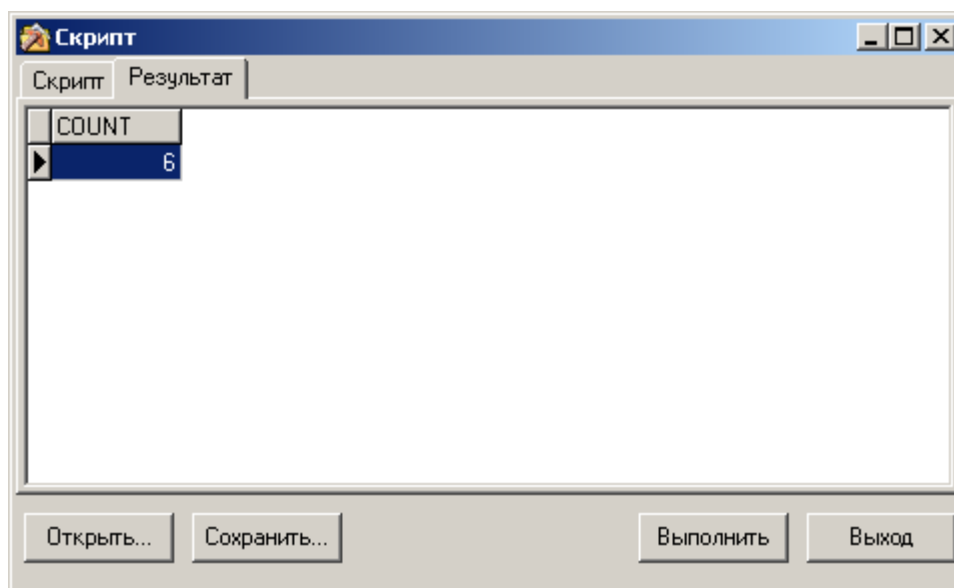 Скрипт
Скрипт Результат
COUNT
6
Открыть... Сохранить... Выполнить Выход